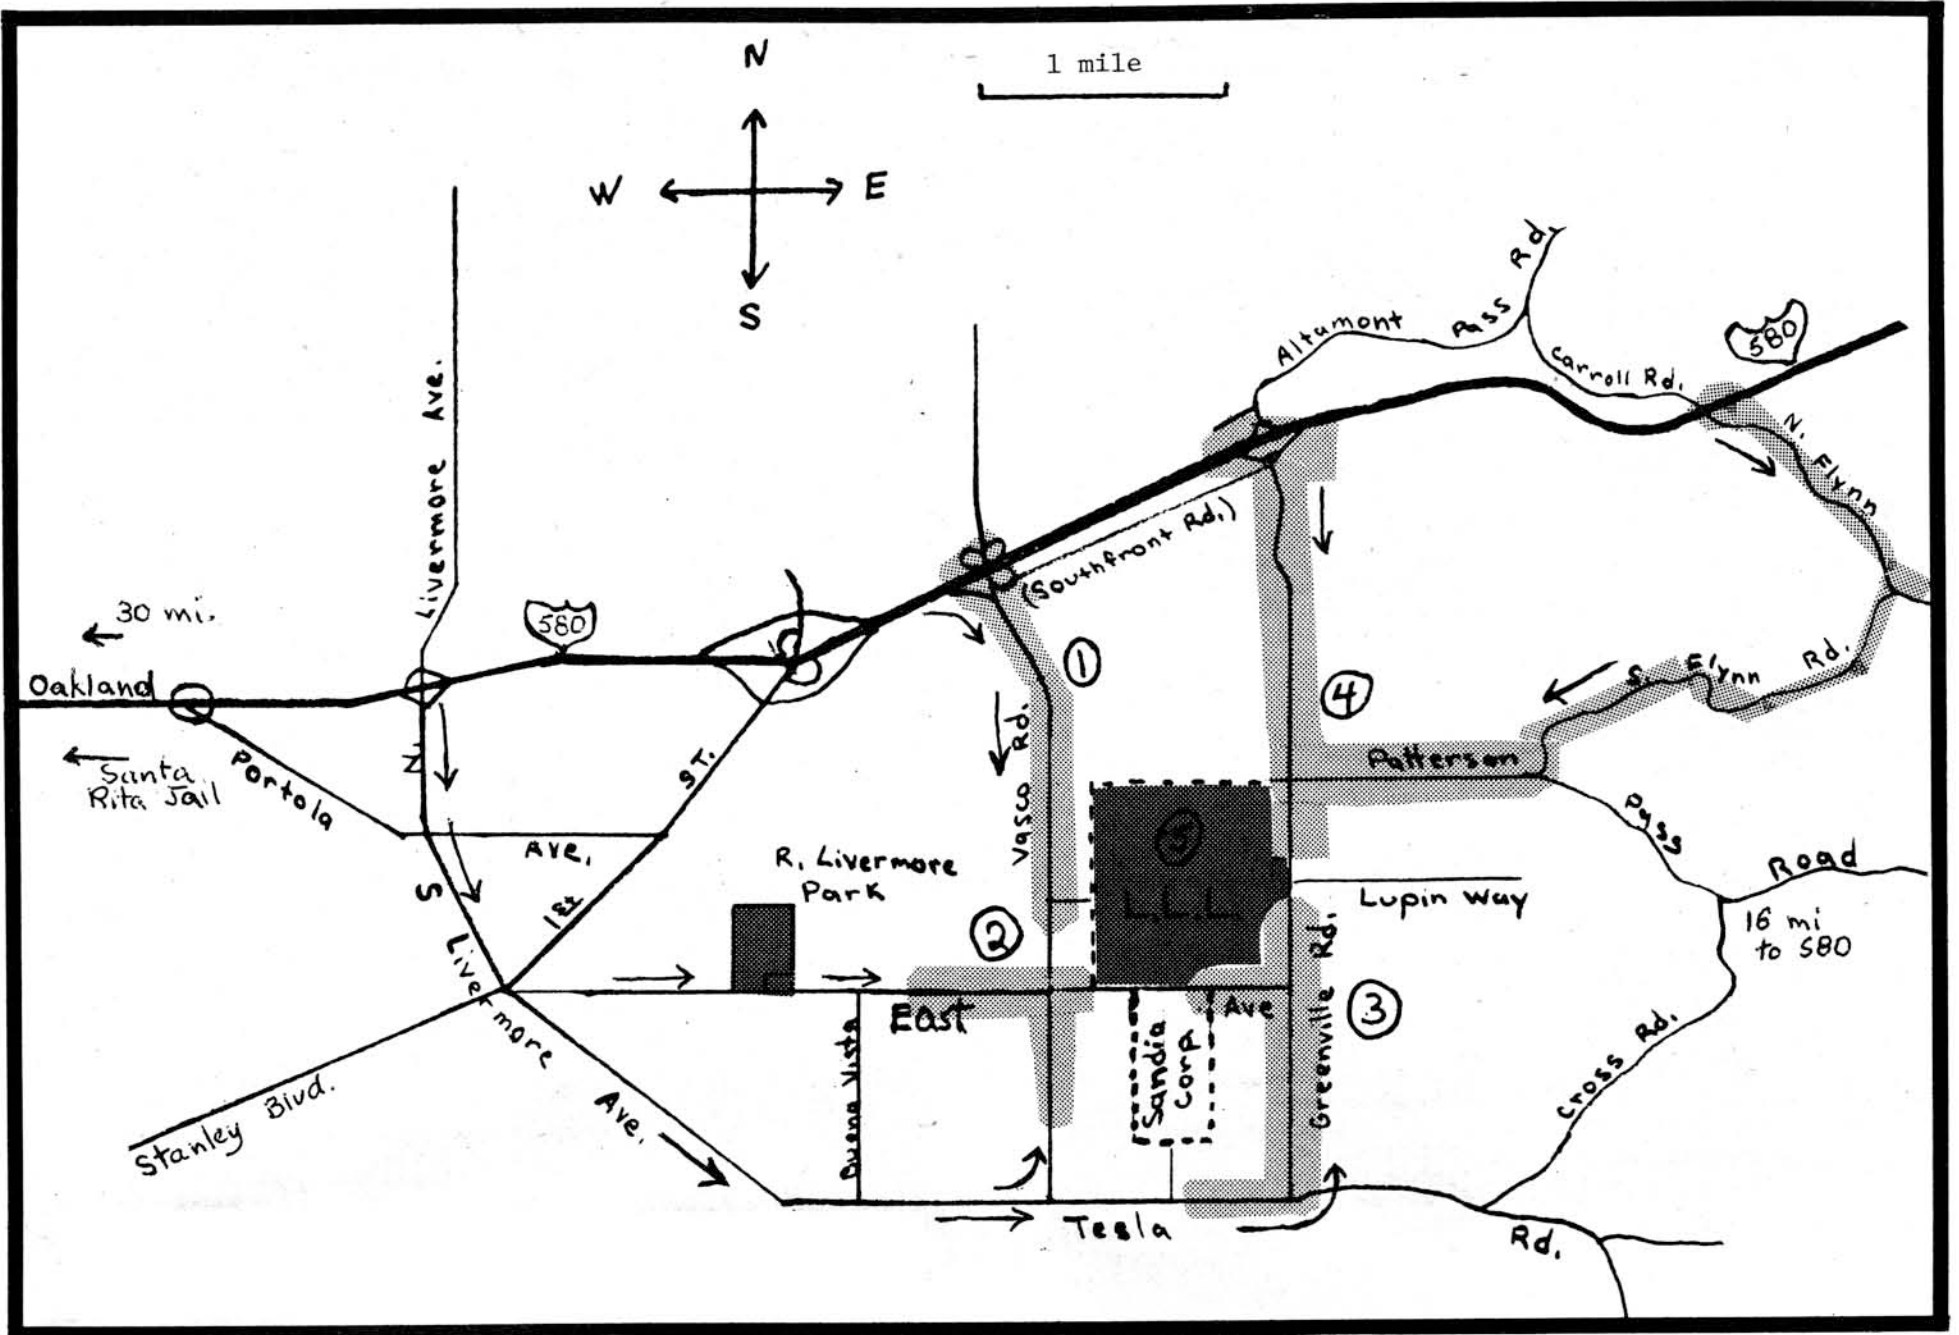 N
1 mile
W
E
S
Altamont Pass Rd.
Carroll Rd.
580
N. Flynn
Livermore Ave.
(Southfront Rd.)
30 mi.
580
Oakland
Santa
Rita Jail
Portola
N.
ST.
1
Vasco Rd.
4
S. Flynn Rd.
Patterson
Pass
Road
5
L.L.L.
Ave.
R. Livermore
Park
S
1st
Lupin Way
2
16 mi
to 580
Livermore
East
Ave
Greenville Rd.
3
Buena Vista
Sandia
Corp
Cross Rd.
Stanley Blvd.
Ave.
Tesla
Rd.